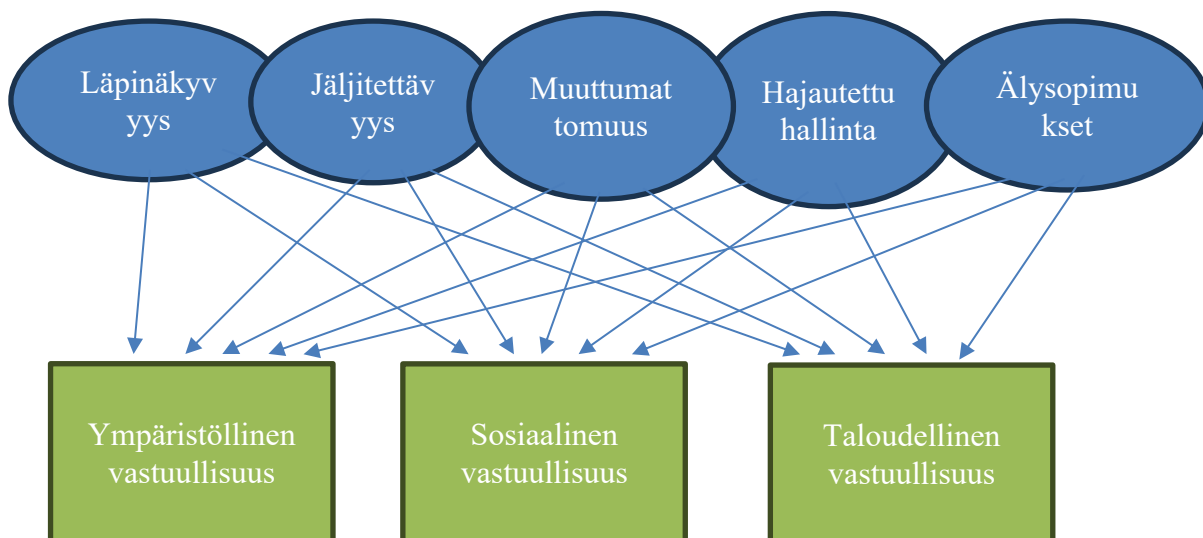 Läpinäkyv
yys
Jäljitettäv
yys
Muuttumat
tomuus
Hajautettu
hallinta
Älysopimu
kset
Ympäristöllinen
vastuullisuus
Sosiaalinen
vastuullisuus
Taloudellinen
vastuullisuus